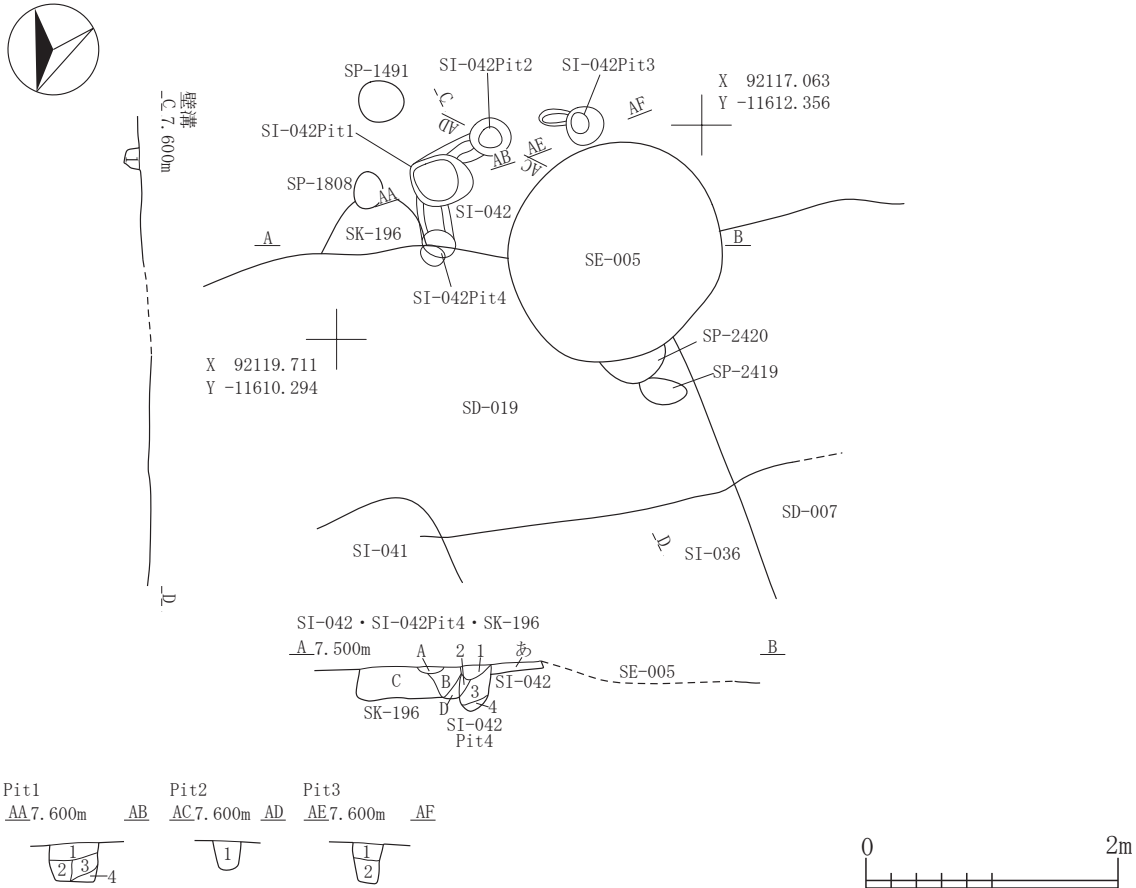 SP-1491
SI-042Pit2
SI-042Pit3
X 92117.063
Y -11612.356
壁溝
C 7.600m
1
C
AD
AF
SI-042Pit1
AB
AE
AC
SP-1808
AA
SI-042
SK-196
A
B
SE-005
SI-042Pit4
SP-2420
SP-2419
X 92119.711
Y -11610.294
SD-019
SD-007
SI-041
D
SI-036
D
SI-042・SI-042Pit4・SK-196
A 7.500m
A
2
1
あ
B
C
B
3
SI-042
SE-005
SK-196
D
4
SI-042
Pit4
Pit1
AA 7.600m
AB
1
2
3
4
Pit2
AC 7.600m
AD
1
Pit3
AE 7.600m
AF
1
2
0
2m